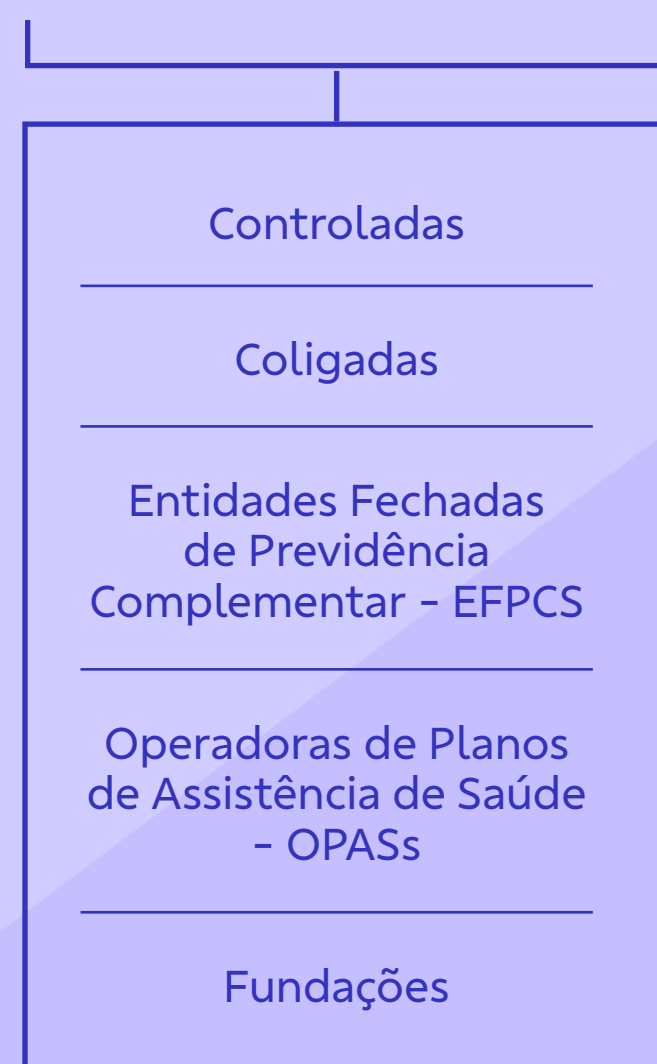 Controladas
Coligadas
Entidades Fechadas
de Previdência
Complementar - EFPCS
Operadoras de Planos
de Assistência de Saúde
- OPASs
Fundações